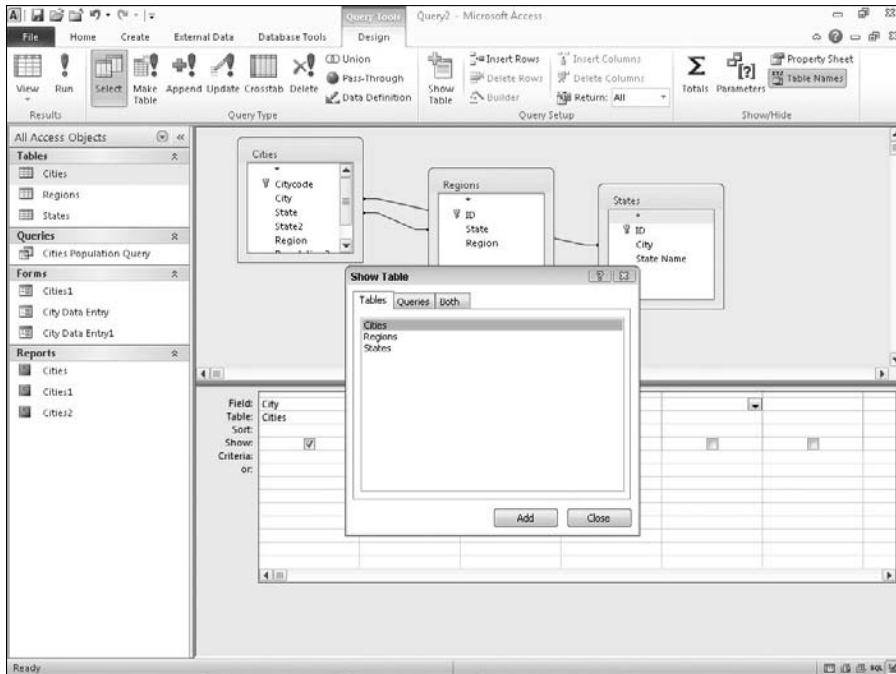 A Query Tools Query2 - Microsoft Access
File Home Create External Data Database Tools Design
View Run Select Make Table Append Update Crosstab Delete
Union
Pass-Through
Data Definition
Show Table
Insert Rows
Delete Rows
Builder
Insert Columns
Delete Columns
Return: All
Totals Parameters
Property Sheet
Table Names
Results Query Type Query Setup Show/Hide
All Access Objects
Tables
Cities
Regions
States
Queries
Cities Population Query
Forms
Cities1
City Data Entry
City Data Entry1
Reports
Cities
Cities1
Cities2
Cities
*
Citycode
City
State
State2
Region
Regions
*
ID
State
Region
States
*
ID
City
State Name
Show Table
Tables Queries Both
Cities
Regions
States
Add Close
Field: City
Table: Cities
Sort:
Show:
Criteria:
or:
Ready
SQL